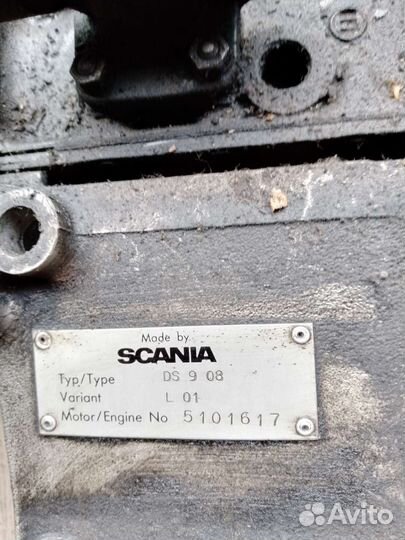 Made by
SCANIA
Typ/Type DS 9 08
Variant L 01
Motor/Engine No 5101617
Avito